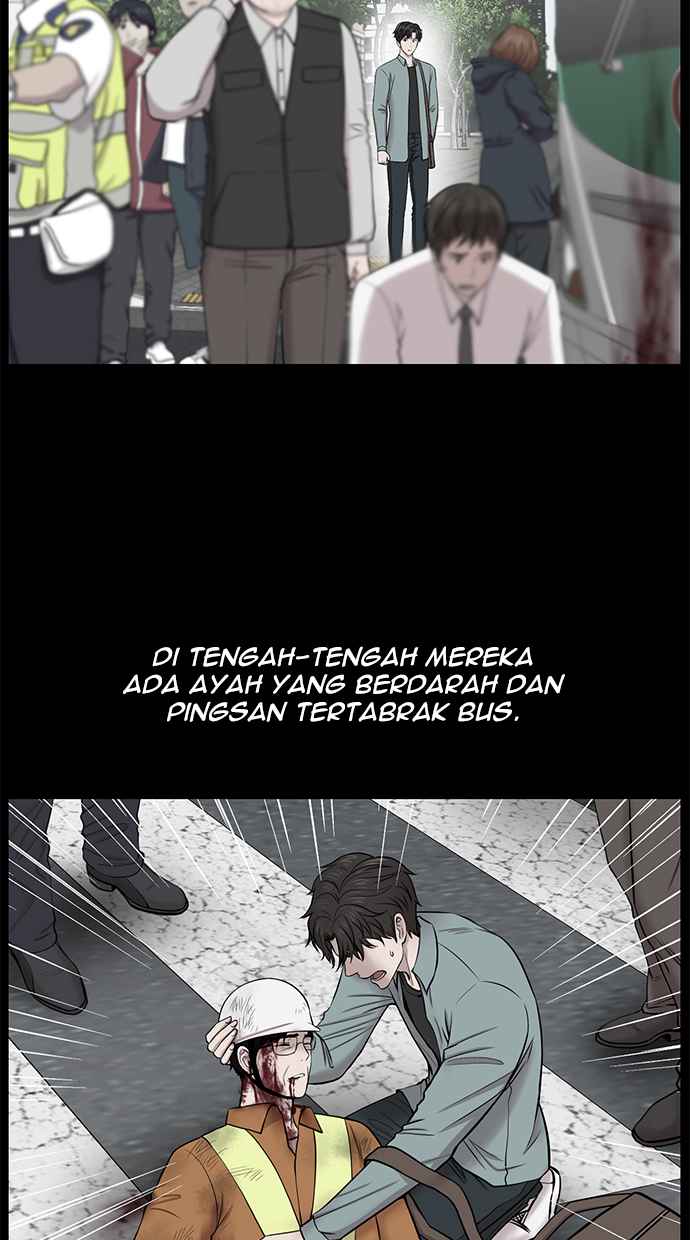 DI TENGAH-TENGAH MEREKA
ADA AYAH YANG BERDARAH DAN
PINGSAN TERTABRAK BUS.